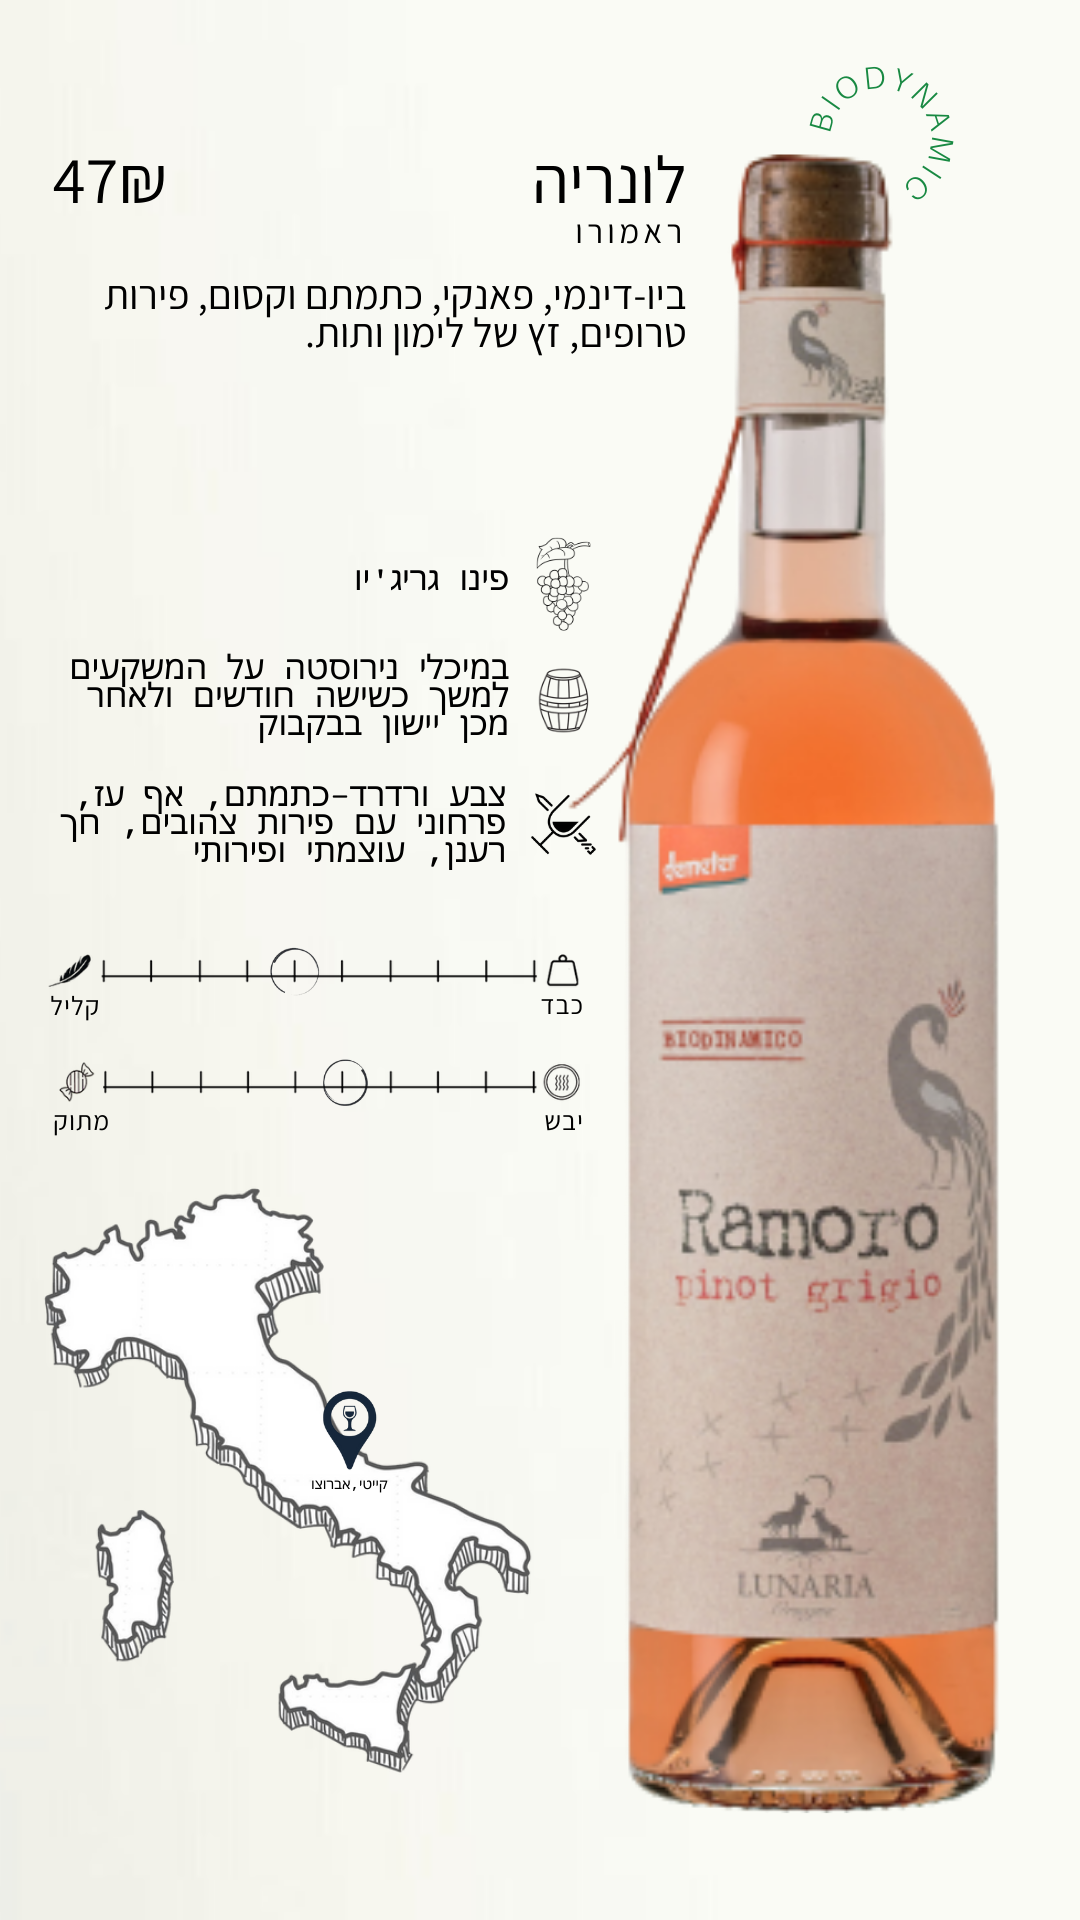 BIODYNAMIC
לונריה
47₪
ראמורו
ביו-דינמי, פאנקי, כתמתם וקסום, פירות
טרופים, זץ של לימון ותות.
פינו גריג'יו
במיכלי נירוסטה על המשקעים
למשך כשישה חודשים ולאחר
מכן יישון בבקבוק
צבע ורדרד-כתמתם, אף עז,
פרחוני עם פירות צהובים, חך
רענן, עוצמתי ופירותי
כבד
קליל
יבש
מתוק
קייטי, אברוצו
demeter
BIODINAMICO
Ramoro
pinot grigio
LUNARIA